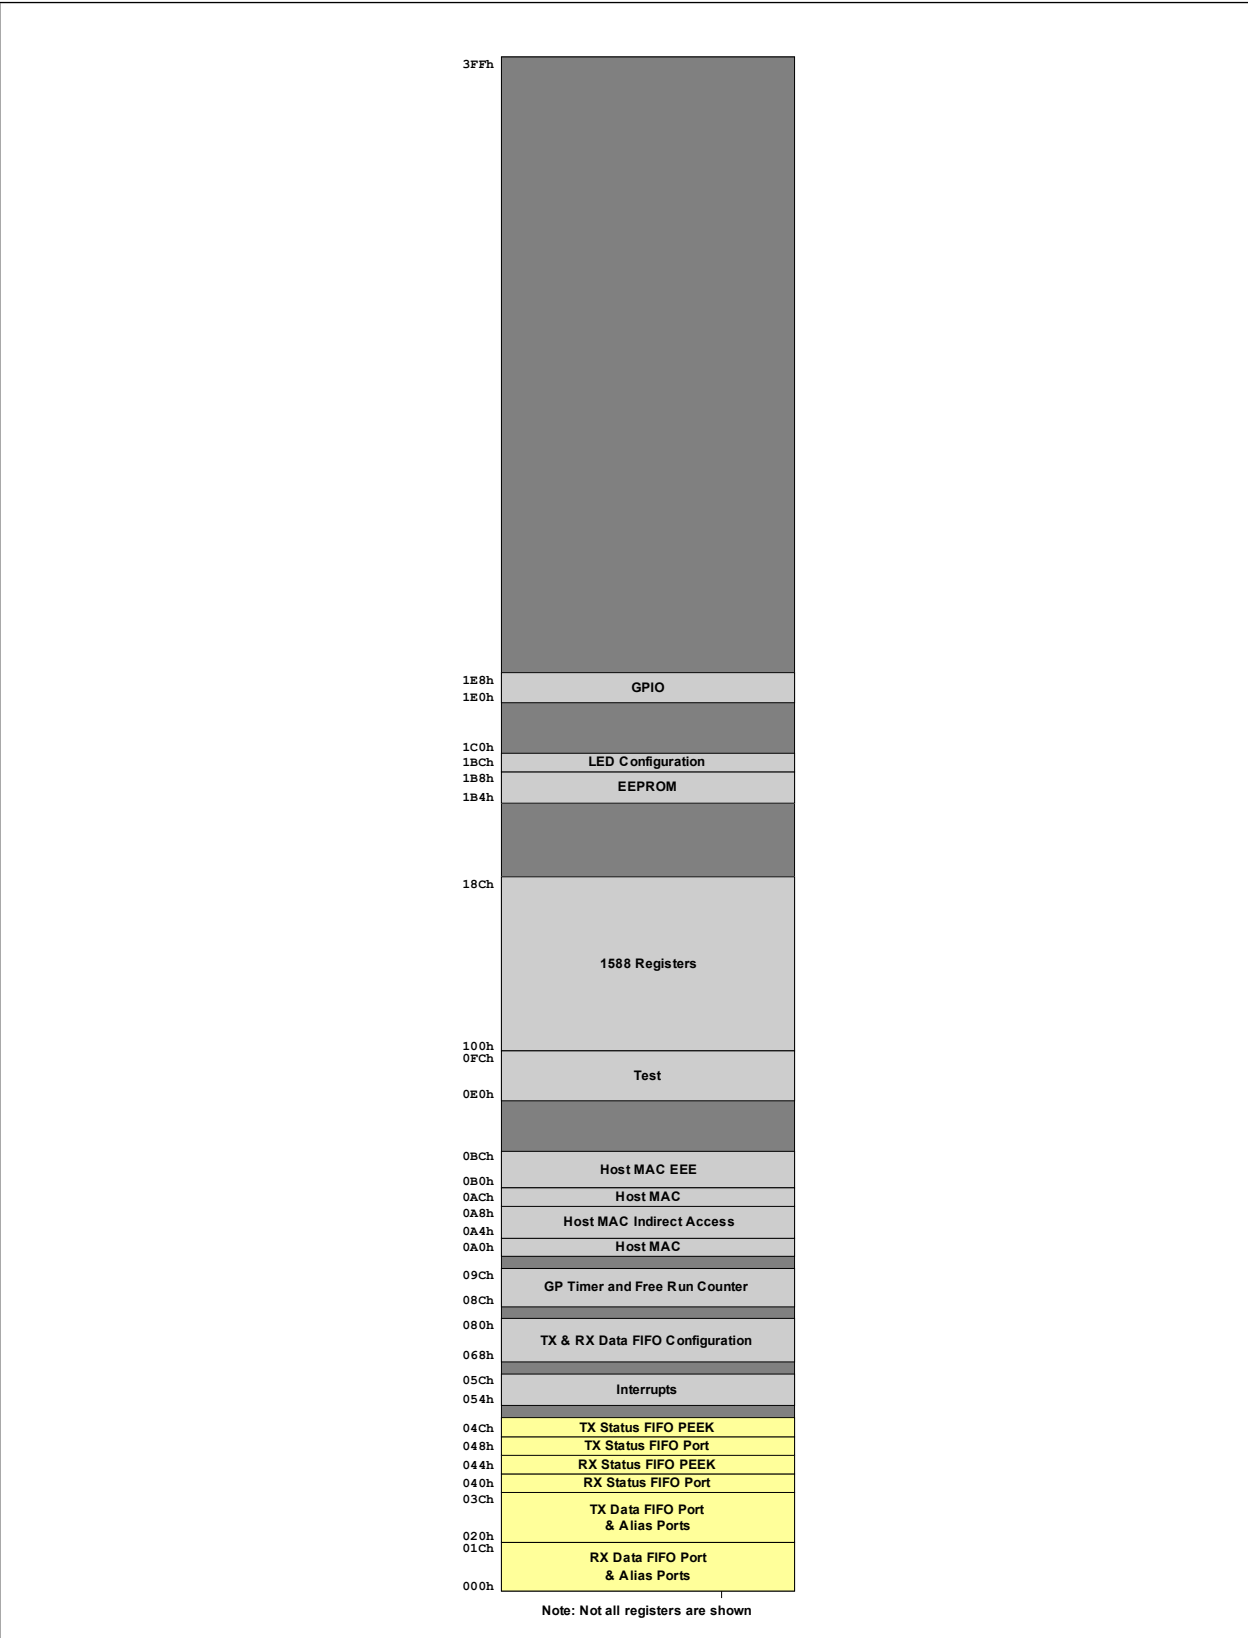 3FFh
1E8h
GPIO
1E0h
1C0h
1BCh
LED Configuration
1B8h
EEPROM
1B4h
18Ch
1588 Registers
100h
0FCh
Test
0E0h
0BCh
Host MAC EEE
0B0h
0ACh
Host MAC
0A8h
Host MAC Indirect Access
0A4h
0A0h
Host MAC
09Ch
GP Timer and Free Run Counter
08Ch
080h
TX & RX Data FIFO Configuration
068h
05Ch
Interrupts
054h
04Ch
TX Status FIFO PEEK
048h
TX Status FIFO Port
044h
RX Status FIFO PEEK
040h
RX Status FIFO Port
03Ch
TX Data FIFO Port
& Alias Ports
020h
01Ch
RX Data FIFO Port
& Alias Ports
000h
Note: Not all registers are shown